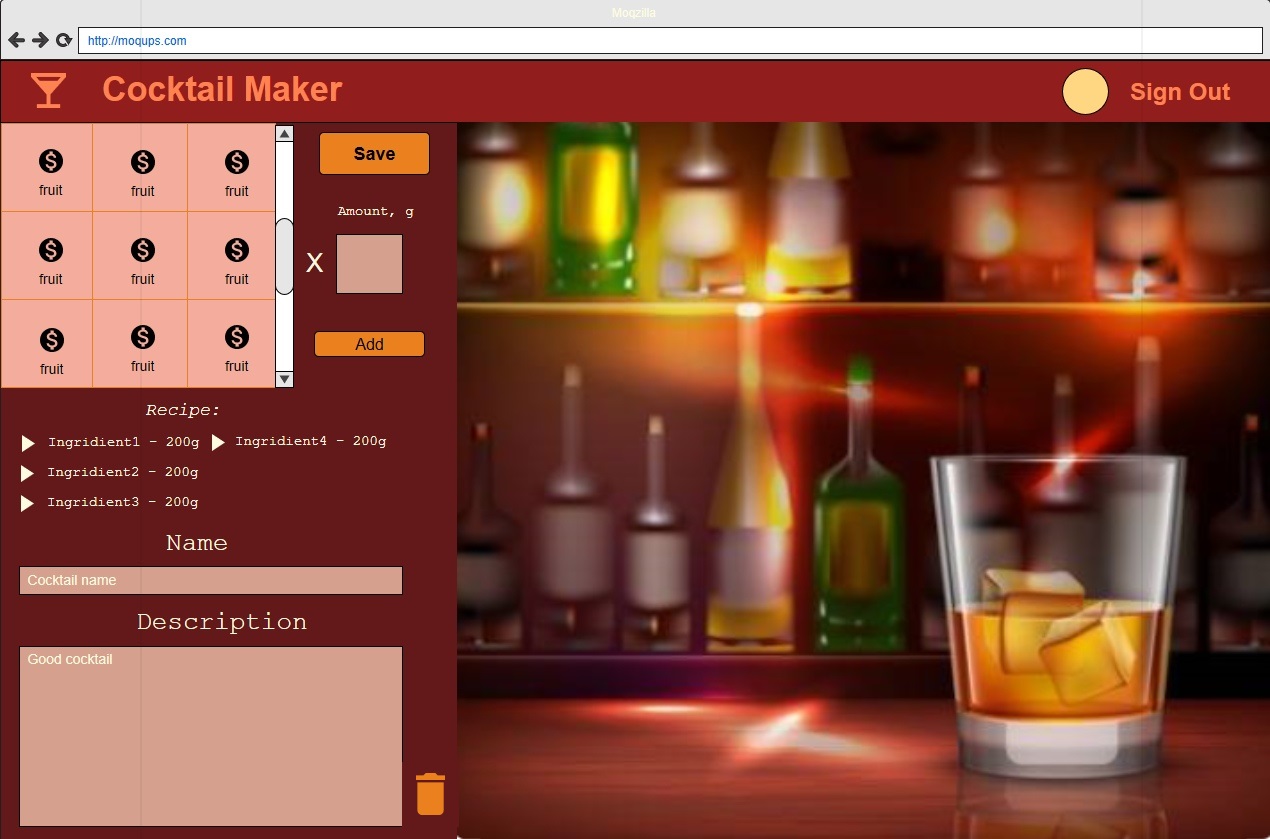 Moqzilla
http://moqups.com
Cocktail Maker
Sign Out
fruit fruit fruit
Save
Amount, g
fruit fruit fruit
X
fruit fruit fruit
Add
Recipe:
Ingridient1 - 200g Ingridient4 - 200g
Ingridient2 - 200g
Ingridient3 - 200g
Name
Cocktail name
Description
Good cocktail